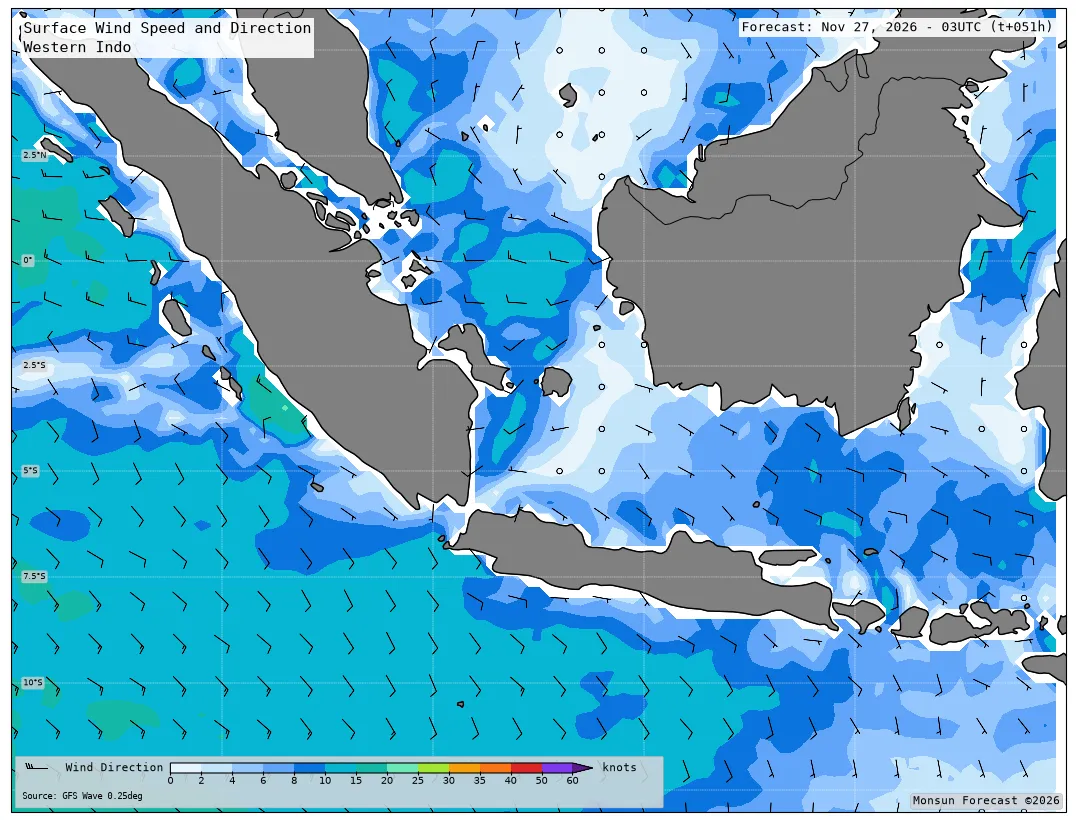 Surface Wind Speed and Direction
Western Indo
Forecast: Nov 27, 2026 - 03UTC (t+051h)
2.5°N
0°
2.5°S
5°S
7.5°S
10°S
Wind Direction
0 2 4 6 8 10 15 20 25 30 35 40 50 60
knots
Source: GFS Wave 0.25deg
Monsun Forecast ©2026